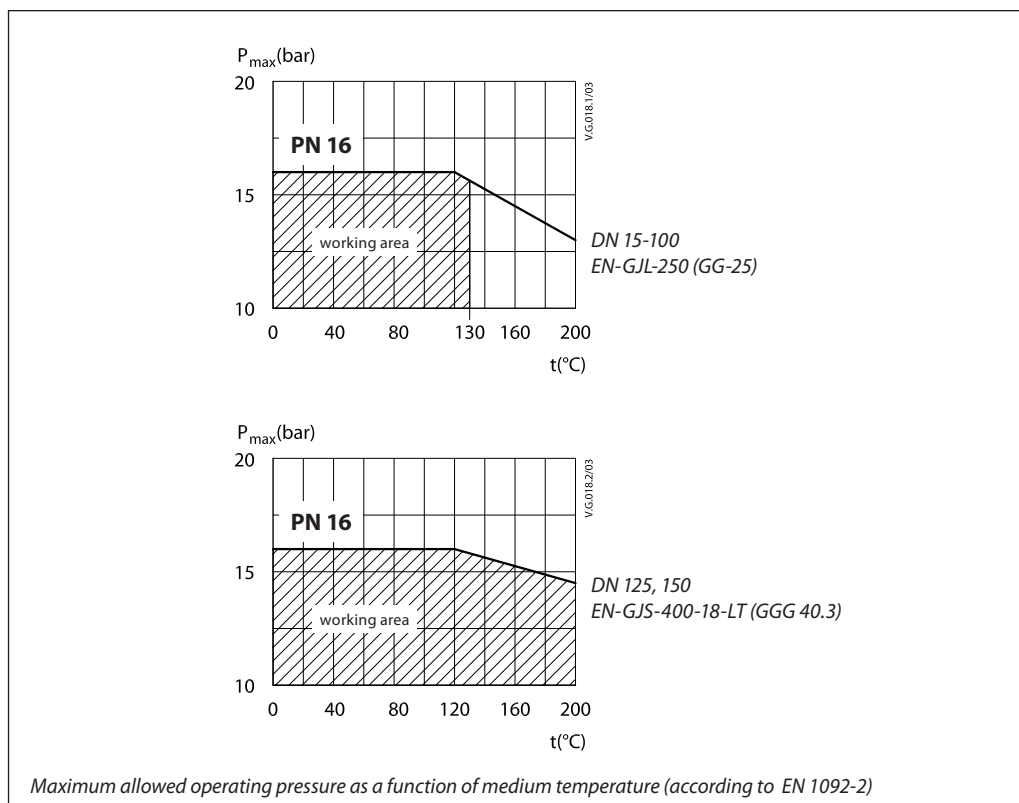 Pmax(bar)
20
V.G.018.1/03
PN 16
15
working area
DN 15-100
EN-GJL-250 (GG-25)
10
0 40 80 130 160 200
t(°C)
Pmax(bar)
20
V.G.018.2/03
PN 16
15
DN 125, 150
EN-GJS-400-18-LT (GGG 40.3)
working area
10
0 40 80 120 160 200
t(°C)
Maximum allowed operating pressure as a function of medium temperature (according to EN 1092-2)